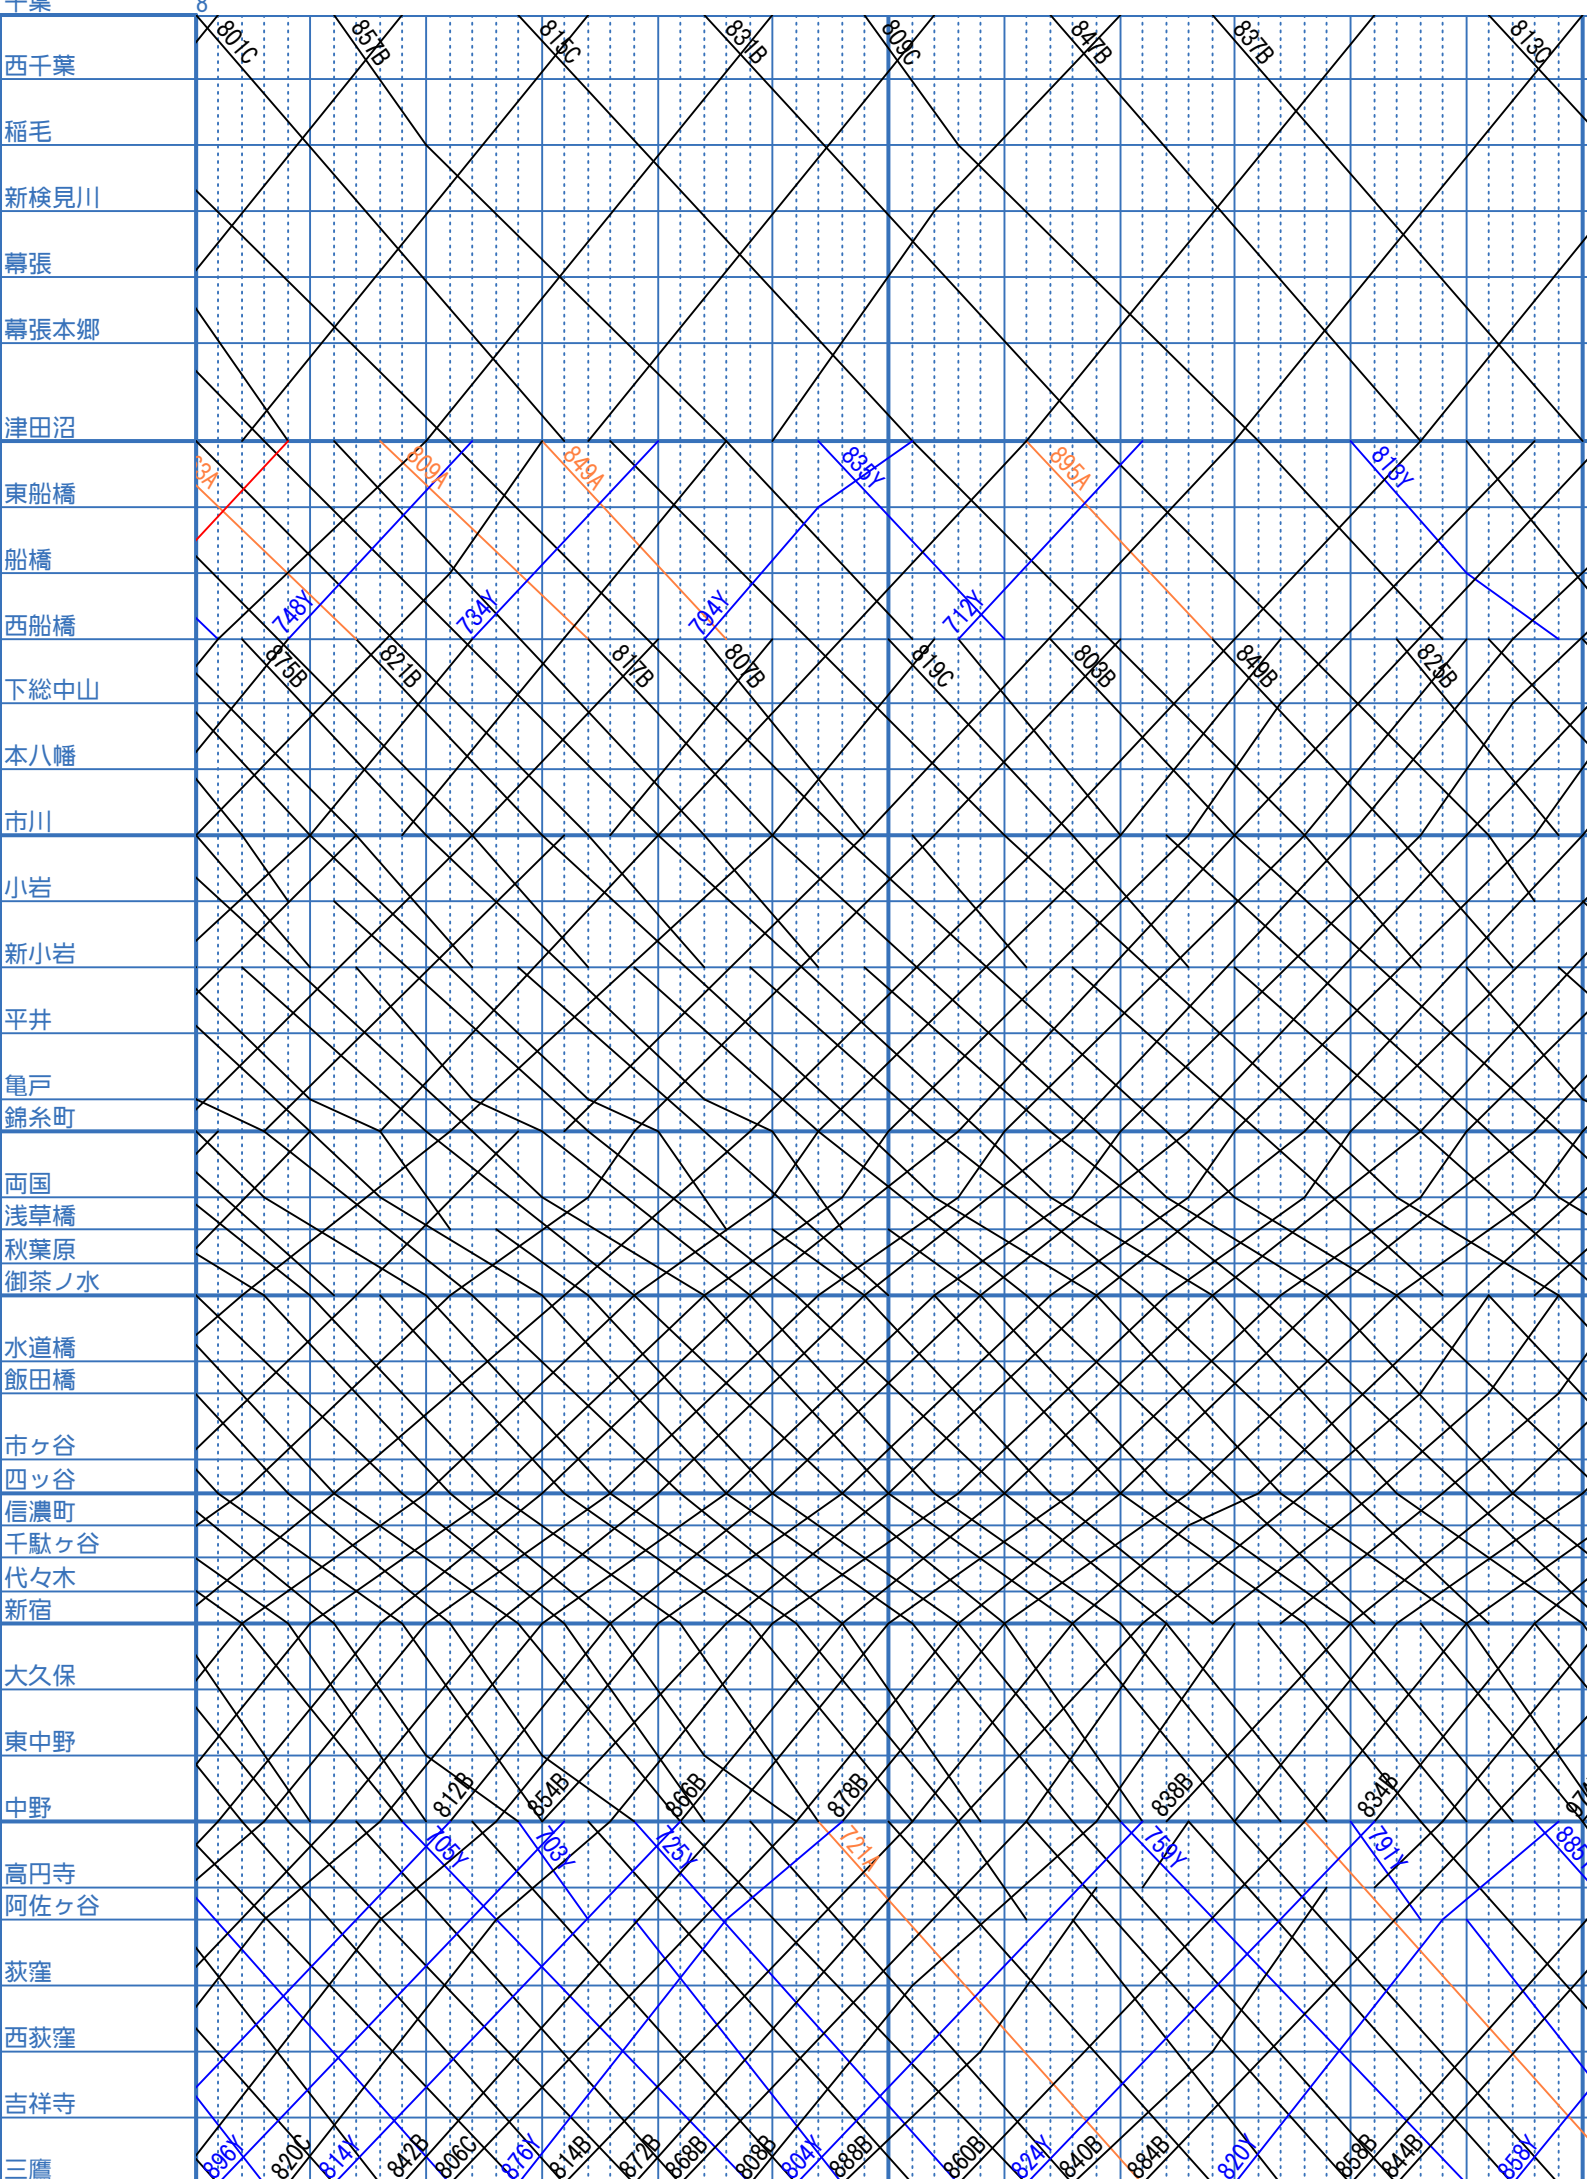 千葉
8
801C
857B
815C
831B
809C
847B
837B
813C
西千葉
稲毛
新検見川
幕張
幕張本郷
津田沼
3A
809A
849A
835Y
895A
813Y
東船橋
船橋
748Y
734Y
794Y
712Y
西船橋
875B
821B
817B
807B
819C
803B
849B
825B
下総中山
本八幡
市川
小岩
新小岩
平井
亀戸
錦糸町
両国
浅草橋
秋葉原
御茶ノ水
水道橋
飯田橋
市ヶ谷
四ッ谷
信濃町
千駄ヶ谷
代々木
新宿
大久保
東中野
中野
812B
854B
866B
878B
838B
834B
705Y
703Y
725Y
721A
759Y
791Y
885
高円寺
阿佐ヶ谷
荻窪
西荻窪
吉祥寺
三鷹
896Y
820C
814Y
842B
806C
876Y
814B
872B
868B
808B
804Y
888B
860B
824Y
840B
884B
820Y
858B
844B
858Y